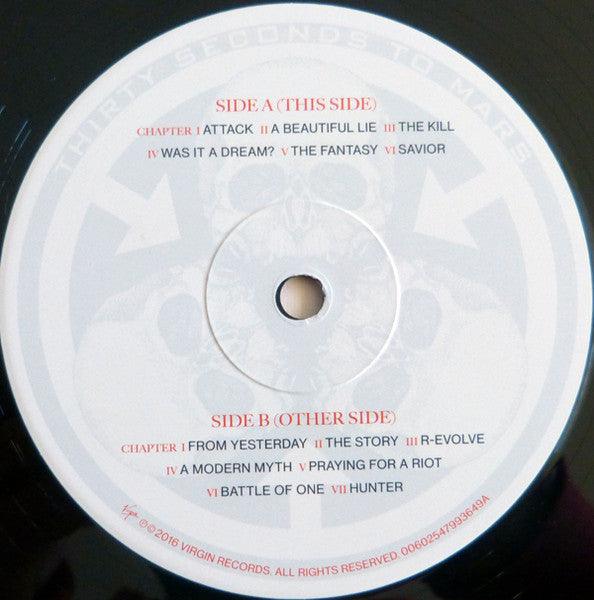 THIRTY SECONDS TO MARS
SIDE A (THIS SIDE)
CHAPTER I ATTACK II A BEAUTIFUL LIE III THE KILL
IV WAS IT A DREAM? V THE FANTASY VI SAVIOR
SIDE B (OTHER SIDE)
CHAPTER I FROM YESTERDAY II THE STORY III R-EVOLVE
IV A MODERN MYTH V PRAYING FOR A RIOT
VI BATTLE OF ONE VII HUNTER
Virgin ℗© 2016 VIRGIN RECORDS. ALL RIGHTS RESERVED. 00602547993649A